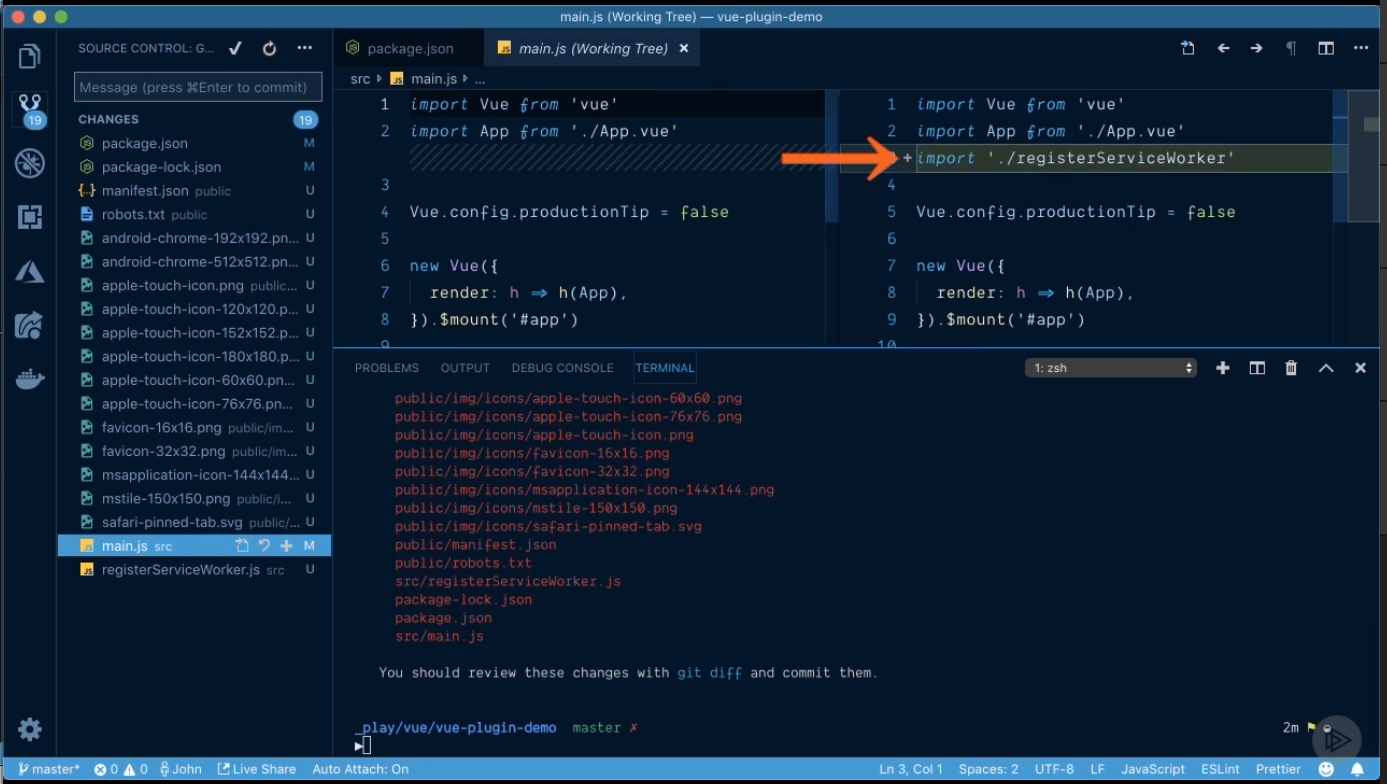 main.js (Working Tree) — vue-plugin-demo
SOURCE CONTROL: G...
package.json
main.js (Working Tree)
src main.js ...
Message (press ⌘Enter to commit)
19
CHANGES 19
package.json M
package-lock.json M
manifest.json public U
robots.txt public U
android-chrome-192x192.pn... U
android-chrome-512x512.pn... U
apple-touch-icon.png public... U
apple-touch-icon-120x120.p... U
apple-touch-icon-152x152.p... U
apple-touch-icon-180x180.p... U
apple-touch-icon-60x60.pn... U
apple-touch-icon-76x76.pn... U
favicon-16x16.png public/im... U
favicon-32x32.png public/im... U
msapplication-icon-144x144... U
mstile-150x150.png public/i... U
safari-pinned-tab.svg public/... U
main.js src M
registerServiceWorker.js src U
1 import Vue from 'vue'
2 import App from './App.vue'
3
4 Vue.config.productionTip = false
5
6 new Vue({
7 render: h => h(App),
8 }).$mount('#app')
9
1 import Vue from 'vue'
2 import App from './App.vue'
+ import './registerServiceWorker'
4
5 Vue.config.productionTip = false
6
7 new Vue({
8 render: h => h(App),
9 }).$mount('#app')
10
PROBLEMS OUTPUT DEBUG CONSOLE TERMINAL 1: zsh
public/img/icons/apple-touch-icon-60x60.png
public/img/icons/apple-touch-icon-76x76.png
public/img/icons/apple-touch-icon.png
public/img/icons/favicon-16x16.png
public/img/icons/favicon-32x32.png
public/img/icons/msapplication-icon-144x144.png
public/img/icons/mstile-150x150.png
public/img/icons/safari-pinned-tab.svg
public/manifest.json
public/robots.txt
src/registerServiceWorker.js
package-lock.json
package.json
src/main.js
You should review these changes with git diff and commit them.
_play/vue/vue-plugin-demo master ✗ 2m
master* 0 0 John Live Share Auto Attach: On Ln 3, Col 1 Spaces: 2 UTF-8 LF JavaScript ESLint Prettier